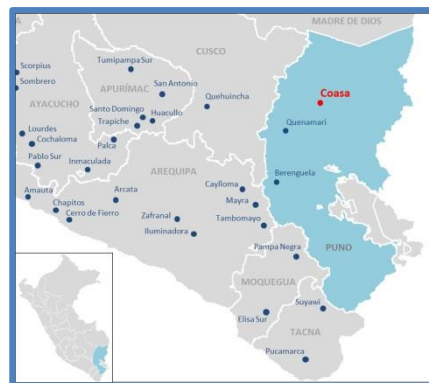 MADRE DE DIOS
CUSCO
Tumipampa Sur
Scorpius
Sombrero
APURÍMAC
San Antonio
Coasa
AYACUCHO
Quehuincha
Santo Domingo
Huacullo
Trapiche
Quenamari
Lourdes
Cochaloma
Palca
Pablo Sur
Inmaculada
AREQUIPA
Berenguela
Caylloma
Amauta
Arcata
Mayra
Chapitos
Cerro de Fierro
Zafranal
Tambomayo
Iluminadora
Pampa Negra
PUNO
MOQUEGUA
Suyawi
Elisa Sur
TACNA
Pucamarca